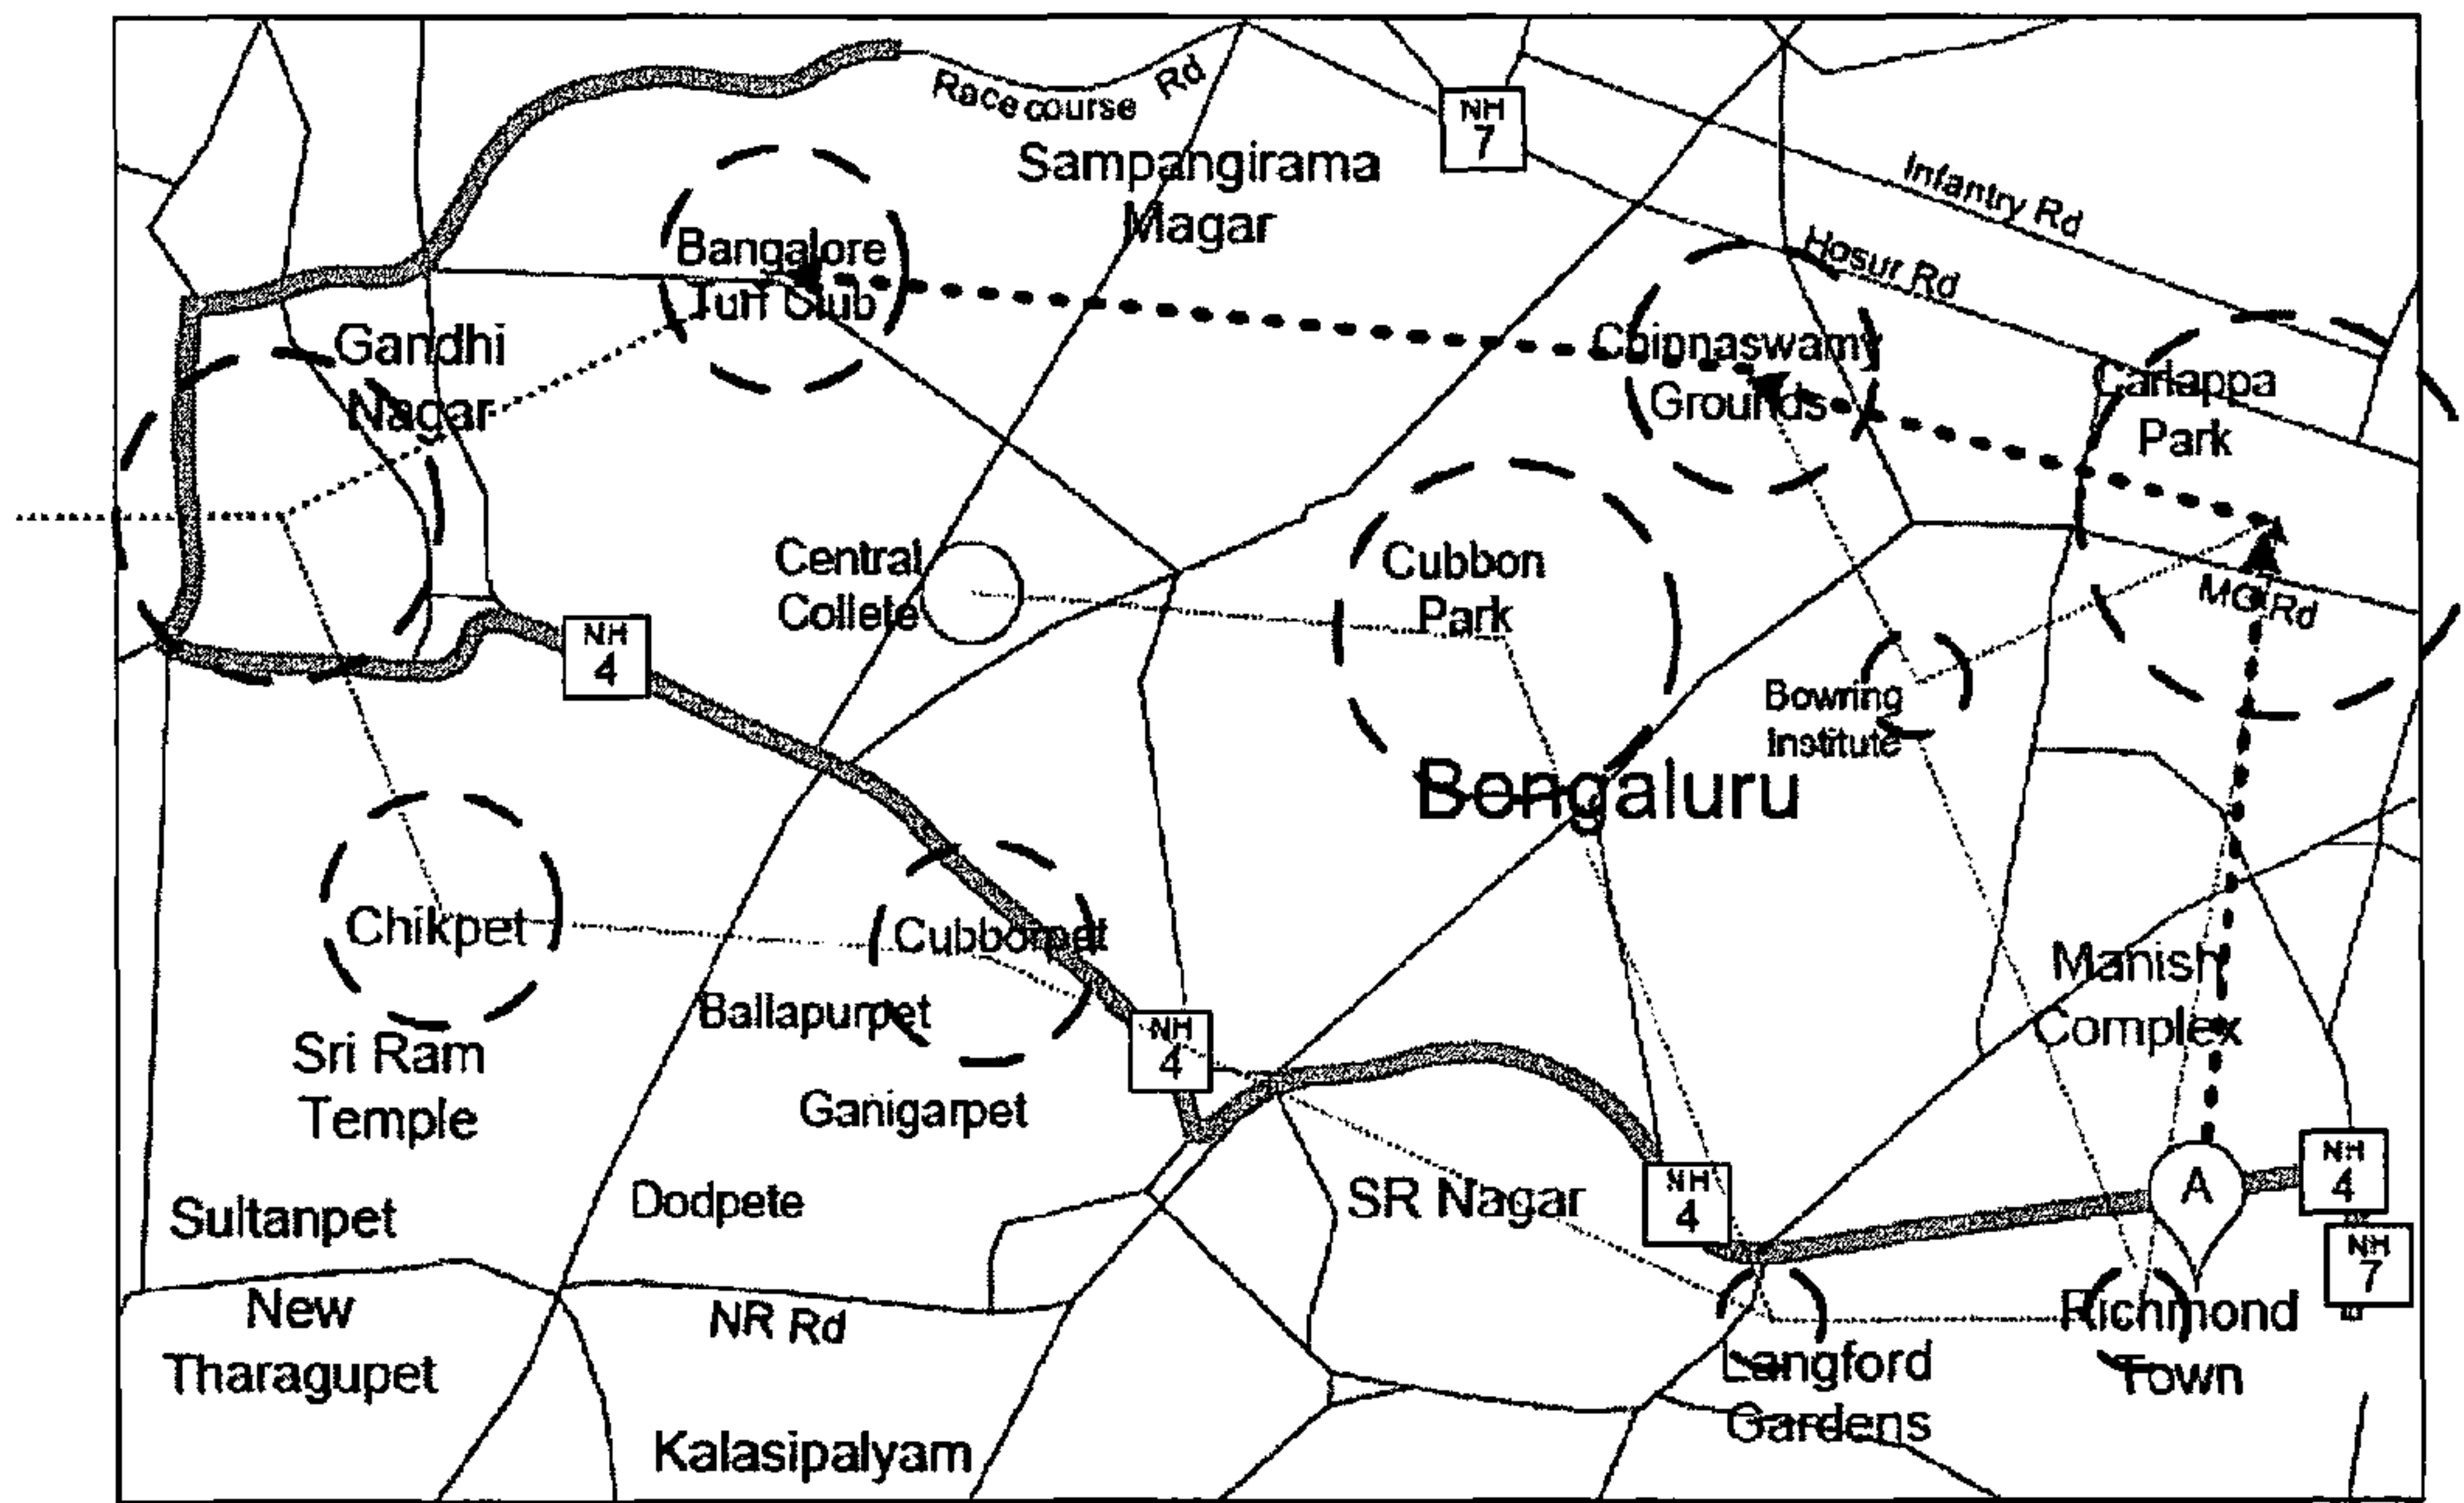 Racecourse Rd
NH
7
Sampangirama
Magar
Infantry Rd
Hosur Rd
Bangalore
Turf Club
Gandhi
Nagar
Chinnaswamy
Grounds
Carlappa
Park
Central
Collete
Cubbon
Park
MG Rd
NH
4
Bowring
Institute
Bengaluru
Chikpet
Cubbonpet
Manish
Complex
Ballapurpet
Sri Ram
Temple
NH
4
Ganigarpet
NH
4
A
NH
4
Sultanpet
Dodpete
SR Nagar
NH
7
New
Tharagupet
NR Rd
Richmond
Town
Langford
Gardens
Kalasipalyam